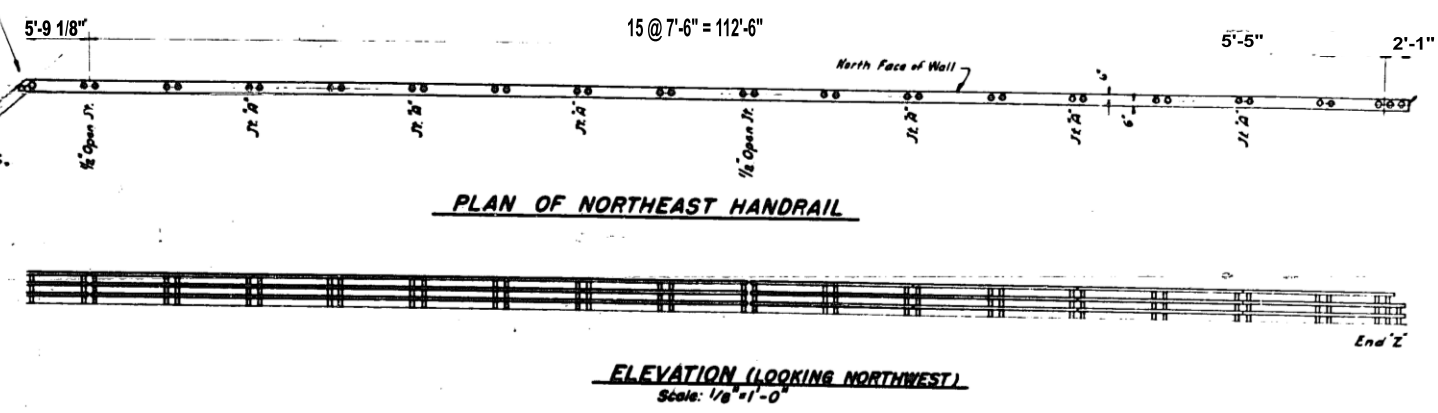 5'-9 1/8"
15 @ 7'-6" = 112'-6"
5'-5"
2'-1"
North Face of Wall
6"
6"
1/2" Open Jt.
Jt. "A"
Jt. "A"
Jt. "A"
1/2" Open Jt.
Jt. "A"
Jt. "A"
Jt. "A"
PLAN OF NORTHEAST HANDRAIL
End "Z"
ELEVATION (LOOKING NORTHWEST)
Scale: 1/8" = 1'-0"